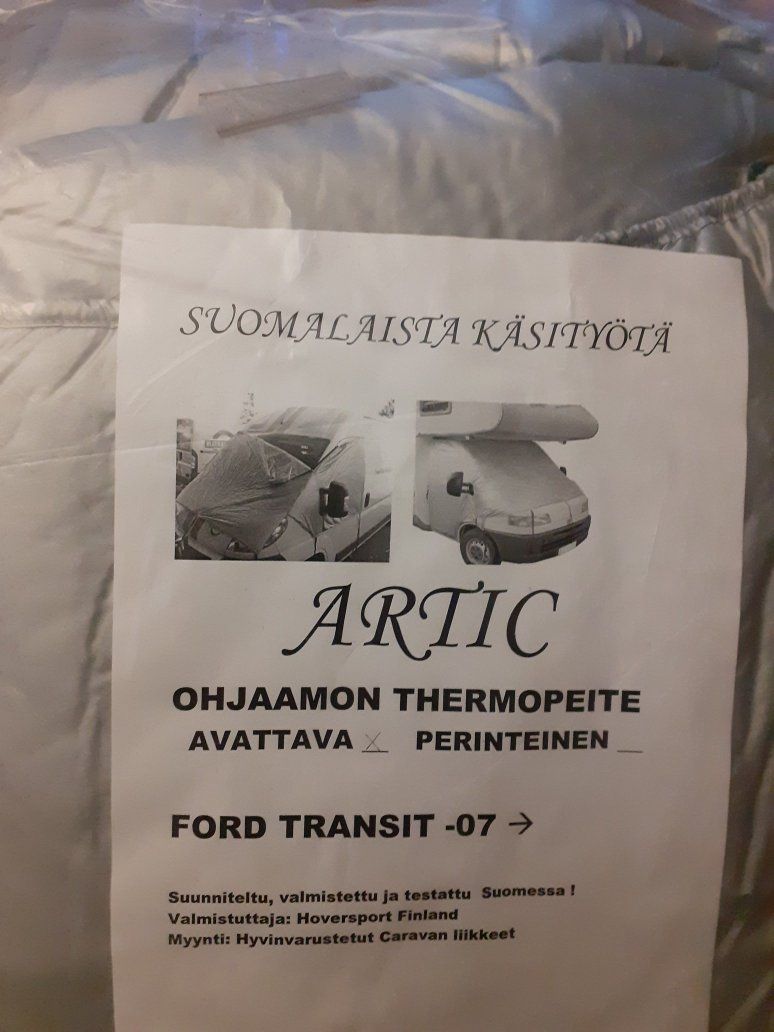 SUOMALAISTA KÄSITYÖTÄ
ARTIC
OHJAAMON THERMOPEITE
AVATTAVA X PERINTEINEN _
FORD TRANSIT -07 →
Suunniteltu, valmistettu ja testattu Suomessa !
Valmistuttaja: Hoversport Finland
Myynti: Hyvinvarustetut Caravan liikkeet